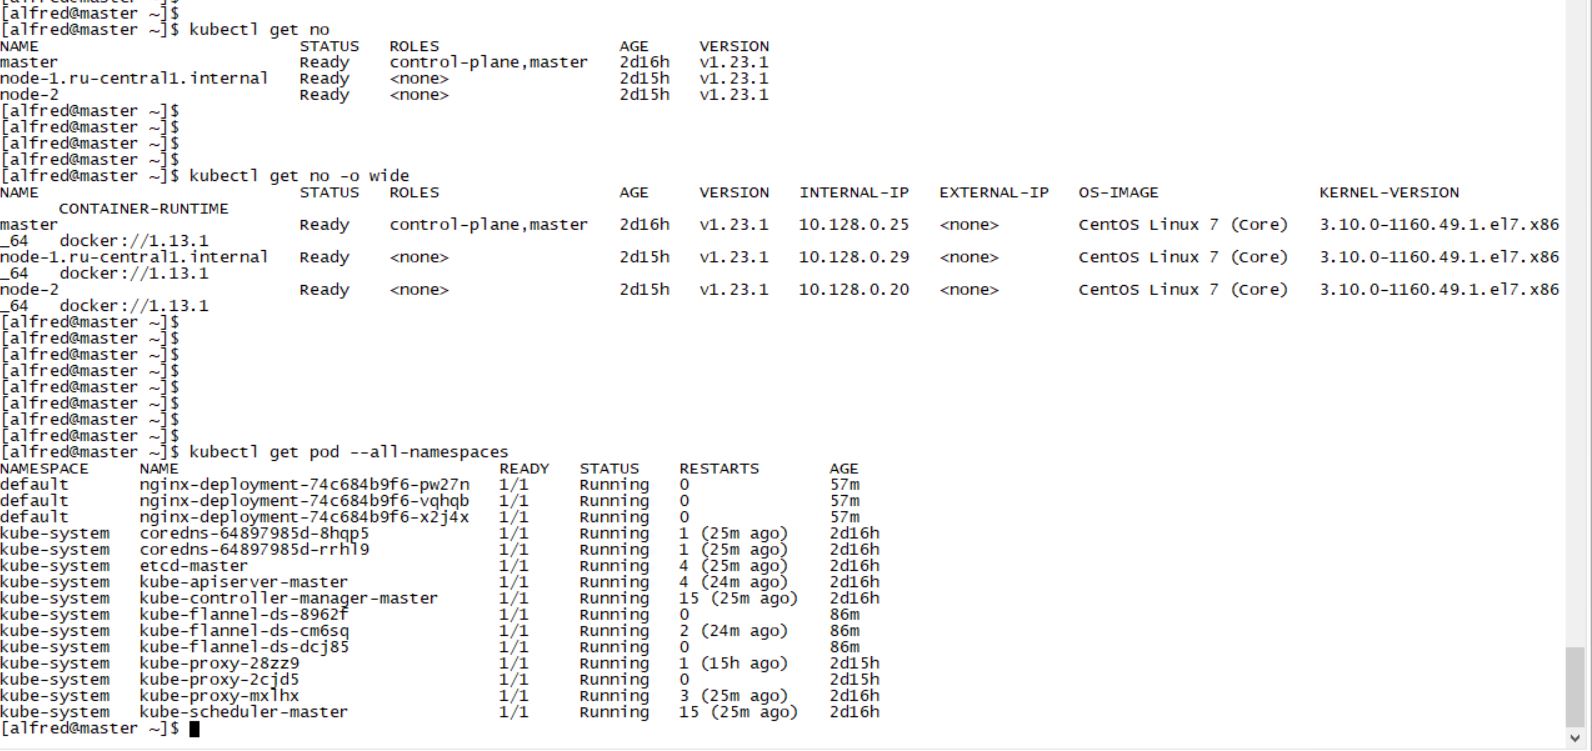 [alfred@master ~]$
[alfred@master ~]$ kubectl get no
NAME STATUS ROLES AGE VERSION
master Ready control-plane,master 2d16h v1.23.1
node-1.ru-central1.internal Ready <none> 2d15h v1.23.1
node-2 Ready <none> 2d15h v1.23.1
[alfred@master ~]$
[alfred@master ~]$
[alfred@master ~]$
[alfred@master ~]$
[alfred@master ~]$ kubectl get no -o wide
NAME STATUS ROLES AGE VERSION INTERNAL-IP EXTERNAL-IP OS-IMAGE KERNEL-VERSION
CONTAINER-RUNTIME
master Ready control-plane,master 2d16h v1.23.1 10.128.0.25 <none> CentOS Linux 7 (Core) 3.10.0-1160.49.1.el7.x86
_64 docker://1.13.1
node-1.ru-central1.internal Ready <none> 2d15h v1.23.1 10.128.0.29 <none> CentOS Linux 7 (Core) 3.10.0-1160.49.1.el7.x86
_64 docker://1.13.1
node-2 Ready <none> 2d15h v1.23.1 10.128.0.20 <none> CentOS Linux 7 (Core) 3.10.0-1160.49.1.el7.x86
_64 docker://1.13.1
[alfred@master ~]$
[alfred@master ~]$
[alfred@master ~]$
[alfred@master ~]$
[alfred@master ~]$
[alfred@master ~]$
[alfred@master ~]$
[alfred@master ~]$
[alfred@master ~]$ kubectl get pod --all-namespaces
NAMESPACE NAME READY STATUS RESTARTS AGE
default nginx-deployment-74c684b9f6-pw27n 1/1 Running 0 57m
default nginx-deployment-74c684b9f6-vqhqb 1/1 Running 0 57m
default nginx-deployment-74c684b9f6-x2j4x 1/1 Running 0 57m
kube-system coredns-64897985d-8hqp5 1/1 Running 1 (25m ago) 2d16h
kube-system coredns-64897985d-rrhl9 1/1 Running 1 (25m ago) 2d16h
kube-system etcd-master 1/1 Running 4 (25m ago) 2d16h
kube-system kube-apiserver-master 1/1 Running 4 (24m ago) 2d16h
kube-system kube-controller-manager-master 1/1 Running 15 (25m ago) 2d16h
kube-system kube-flannel-ds-8962f 1/1 Running 0 86m
kube-system kube-flannel-ds-cm6sq 1/1 Running 2 (24m ago) 86m
kube-system kube-flannel-ds-dcj85 1/1 Running 0 86m
kube-system kube-proxy-28zz9 1/1 Running 1 (15h ago) 2d15h
kube-system kube-proxy-2cjd5 1/1 Running 0 2d15h
kube-system kube-proxy-mxlhx 1/1 Running 3 (25m ago) 2d16h
kube-system kube-scheduler-master 1/1 Running 15 (25m ago) 2d16h
[alfred@master ~]$